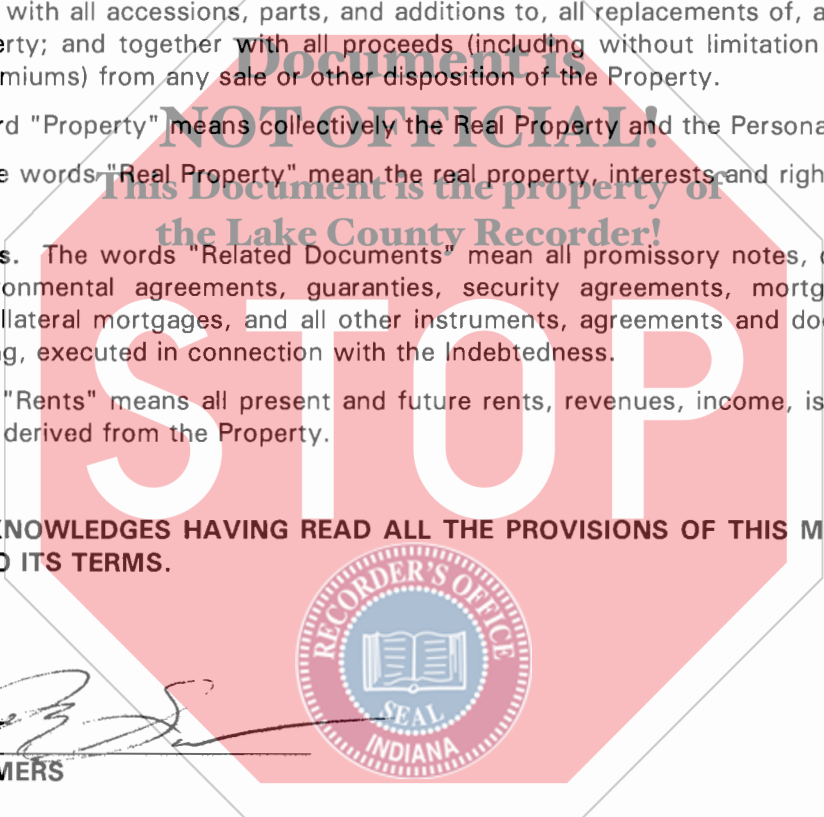 with all accessions, parts, and additions to, all replacements of, a
erty; and together with all proceeds (including without limitation
miums) from any sale or other disposition of the Property.
Document is
rd "Property" means collectively the Real Property and the Persona
NOT OFFICIAL!
e words "Real Property" mean the real property, interests and righ
This Document is the property of
the Lake County Recorder!
s. The words "Related Documents" mean all promissory notes,
onmental agreements, guaranties, security agreements, mortg
llateral mortgages, and all other instruments, agreements and do
g, executed in connection with the Indebtedness.
STOP
"Rents" means all present and future rents, revenues, income, is
derived from the Property.
KNOWLEDGES HAVING READ ALL THE PROVISIONS OF THIS M
O ITS TERMS.
RECORDER'S OFFICE
SEAL
INDIANA
MERS